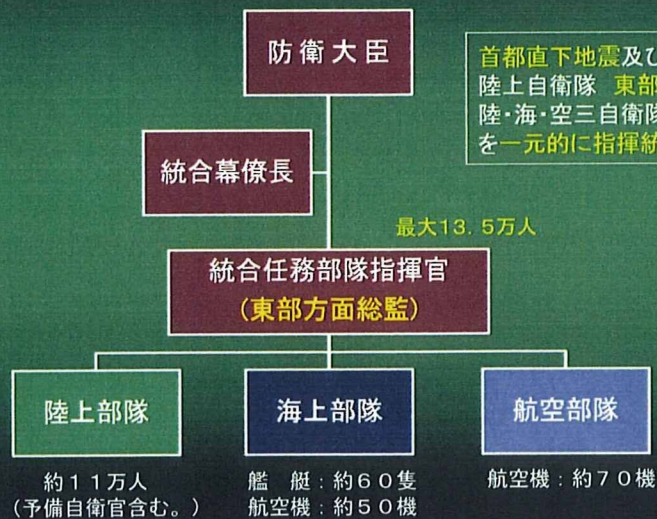 防衛大臣
首都直下地震及び
陸上自衛隊 東部
陸・海・空三自衛隊
を一元的に指揮統
統合幕僚長
最大13.5万人
統合任務部隊指揮官
(東部方面総監)
陸上部隊
海上部隊
航空部隊
約11万人
(予備自衛官含む。)
艦 艇:約60隻
航空機:約50機
航空機:約70機